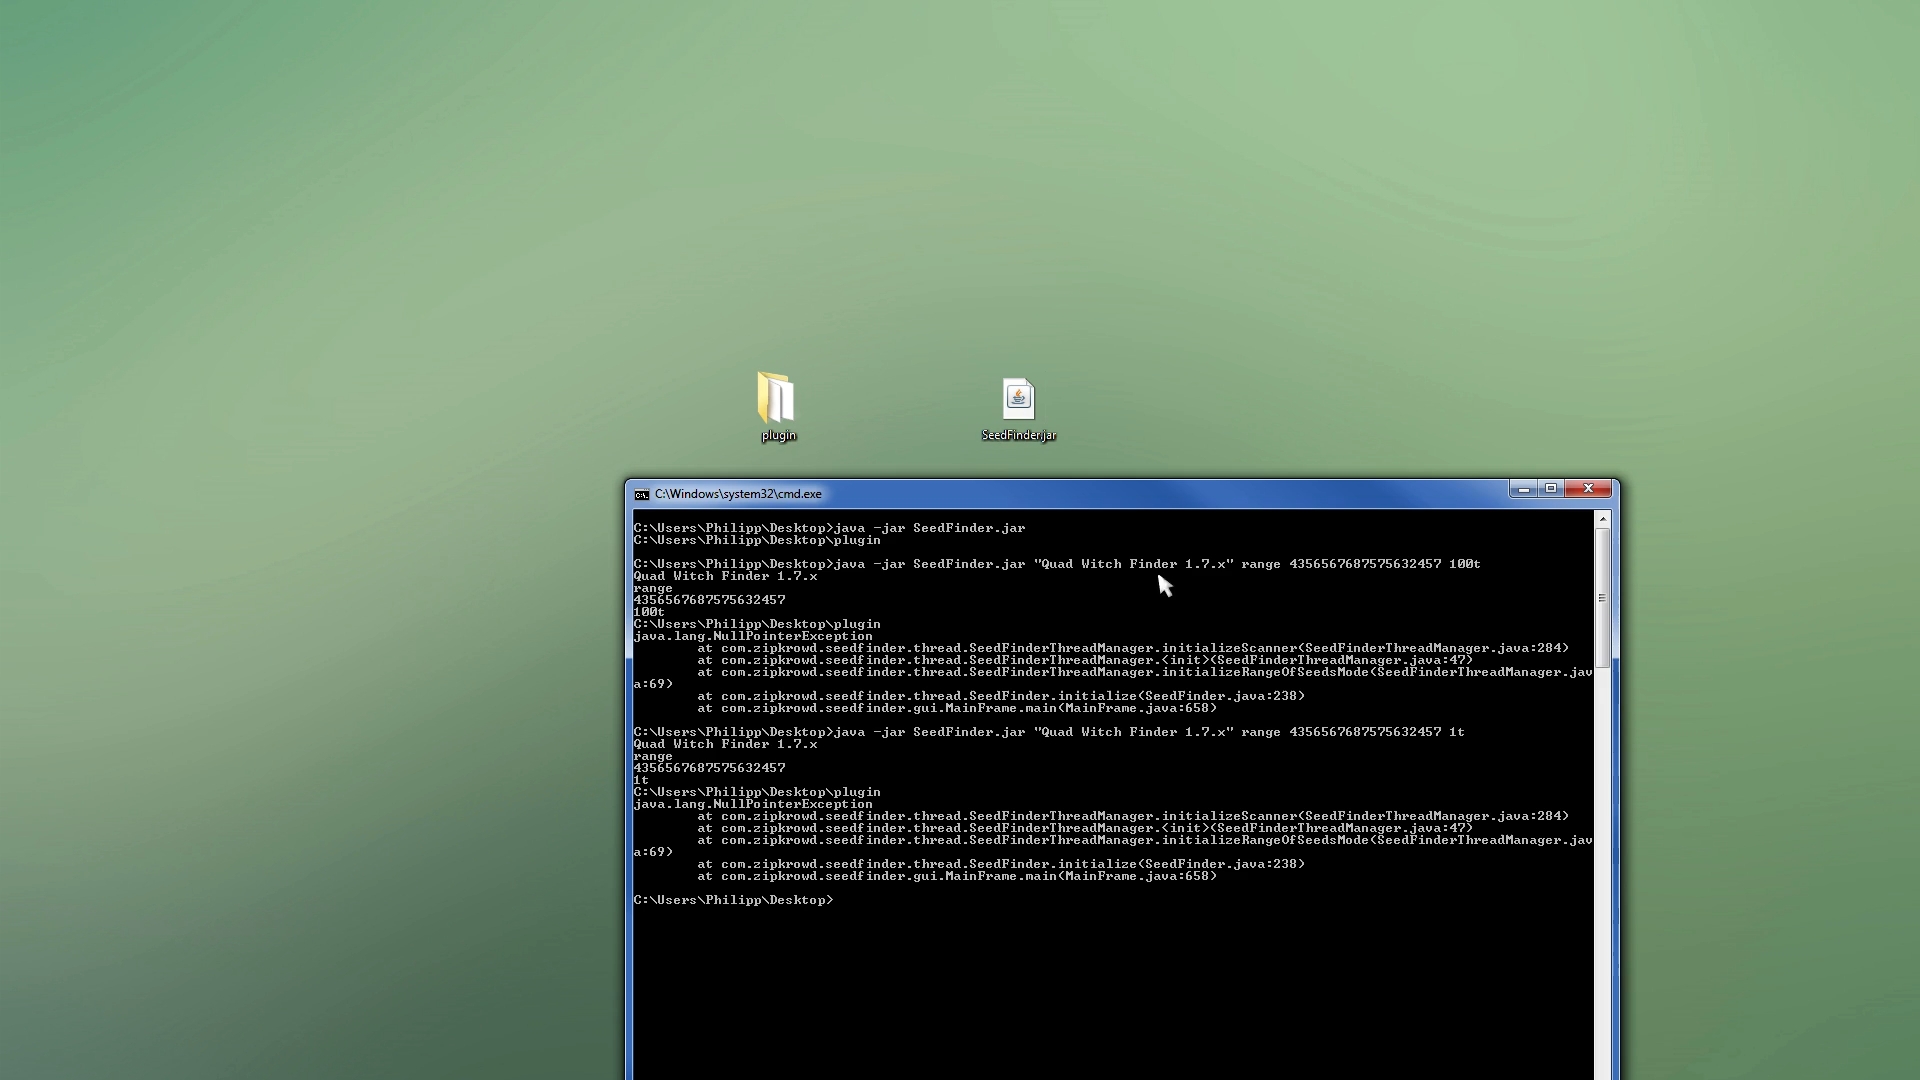 plugin
SeedFinder.jar
C:\Windows\system32\cmd.exe
C:\Users\Philipp\Desktop>java -jar SeedFinder.jar
C:\Users\Philipp\Desktop\plugin
C:\Users\Philipp\Desktop>java -jar SeedFinder.jar "Quad Witch Finder 1.7.x" range 4356567687575632457 100t
Quad Witch Finder 1.7.x
range
4356567687575632457
100t
C:\Users\Philipp\Desktop\plugin
java.lang.NullPointerException
at com.zipkrowd.seedfinder.thread.SeedFinderThreadManager.initializeScanner(SeedFinderThreadManager.java:284)
at com.zipkrowd.seedfinder.thread.SeedFinderThreadManager.<init>(SeedFinderThreadManager.java:47)
at com.zipkrowd.seedfinder.thread.SeedFinderThreadManager.initializeRangeOfSeedsMode(SeedFinderThreadManager.jav
a:69)
at com.zipkrowd.seedfinder.thread.SeedFinder.initialize(SeedFinder.java:238)
at com.zipkrowd.seedfinder.gui.MainFrame.main(MainFrame.java:658)
C:\Users\Philipp\Desktop>java -jar SeedFinder.jar "Quad Witch Finder 1.7.x" range 4356567687575632457 1t
Quad Witch Finder 1.7.x
range
4356567687575632457
1t
C:\Users\Philipp\Desktop\plugin
java.lang.NullPointerException
at com.zipkrowd.seedfinder.thread.SeedFinderThreadManager.initializeScanner(SeedFinderThreadManager.java:284)
at com.zipkrowd.seedfinder.thread.SeedFinderThreadManager.<init>(SeedFinderThreadManager.java:47)
at com.zipkrowd.seedfinder.thread.SeedFinderThreadManager.initializeRangeOfSeedsMode(SeedFinderThreadManager.jav
a:69)
at com.zipkrowd.seedfinder.thread.SeedFinder.initialize(SeedFinder.java:238)
at com.zipkrowd.seedfinder.gui.MainFrame.main(MainFrame.java:658)
C:\Users\Philipp\Desktop>